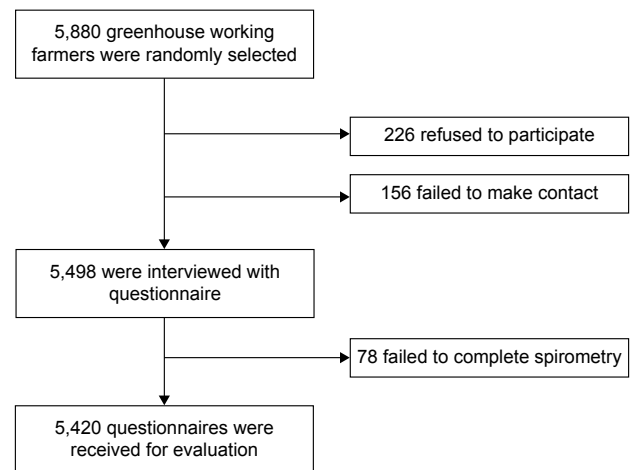 5,880 greenhouse working
farmers were randomly selected
226 refused to participate
156 failed to make contact
5,498 were interviewed with
questionnaire
78 failed to complete spirometry
5,420 questionnaires were
received for evaluation